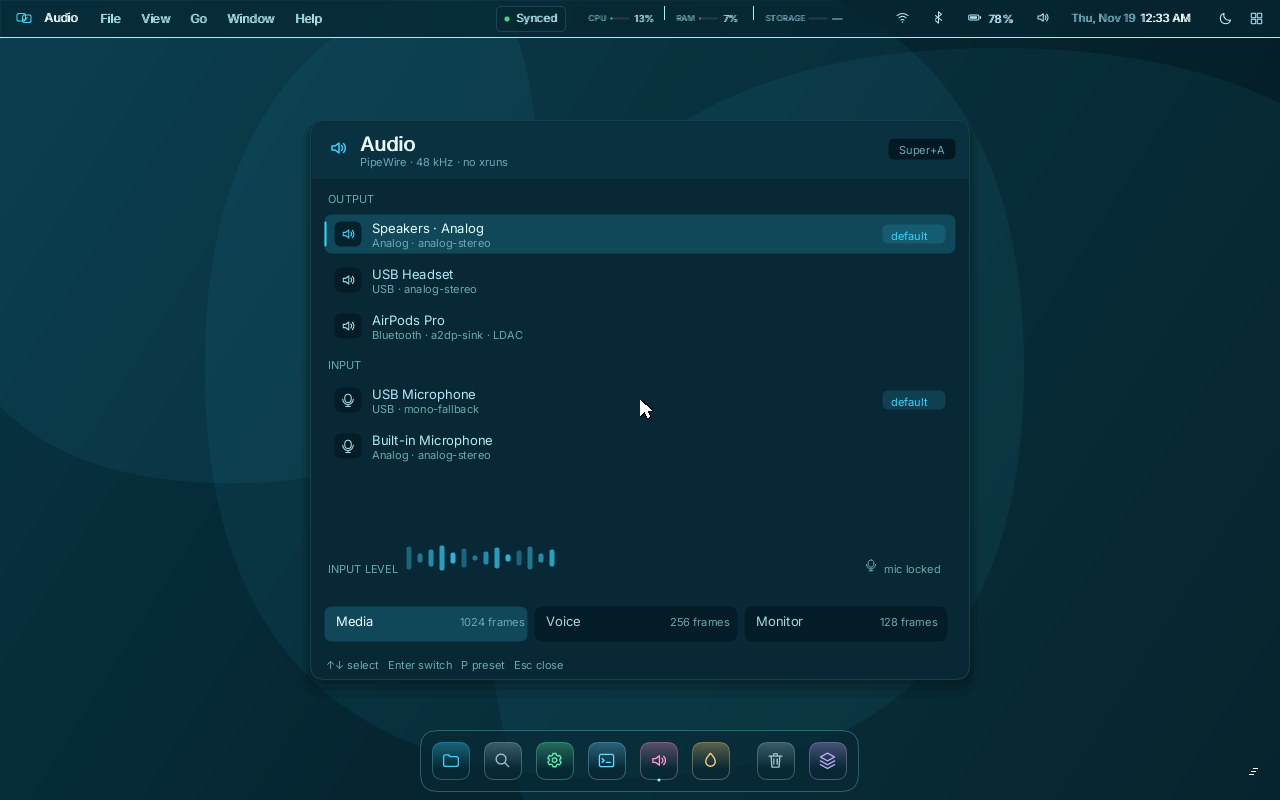 Audio File View Go Window Help Synced CPU 13% RAM 7% STORAGE — 78% Thu, Nov 19 12:33 AM
Audio
PipeWire · 48 kHz · no xruns
Super+A
OUTPUT
Speakers · Analog
Analog · analog-stereo
default
USB Headset
USB · analog-stereo
AirPods Pro
Bluetooth · a2dp-sink · LDAC
INPUT
USB Microphone
USB · mono-fallback
default
Built-in Microphone
Analog · analog-stereo
INPUT LEVEL mic locked
Media 1024 frames Voice 256 frames Monitor 128 frames
↑↓ select Enter switch P preset Esc close